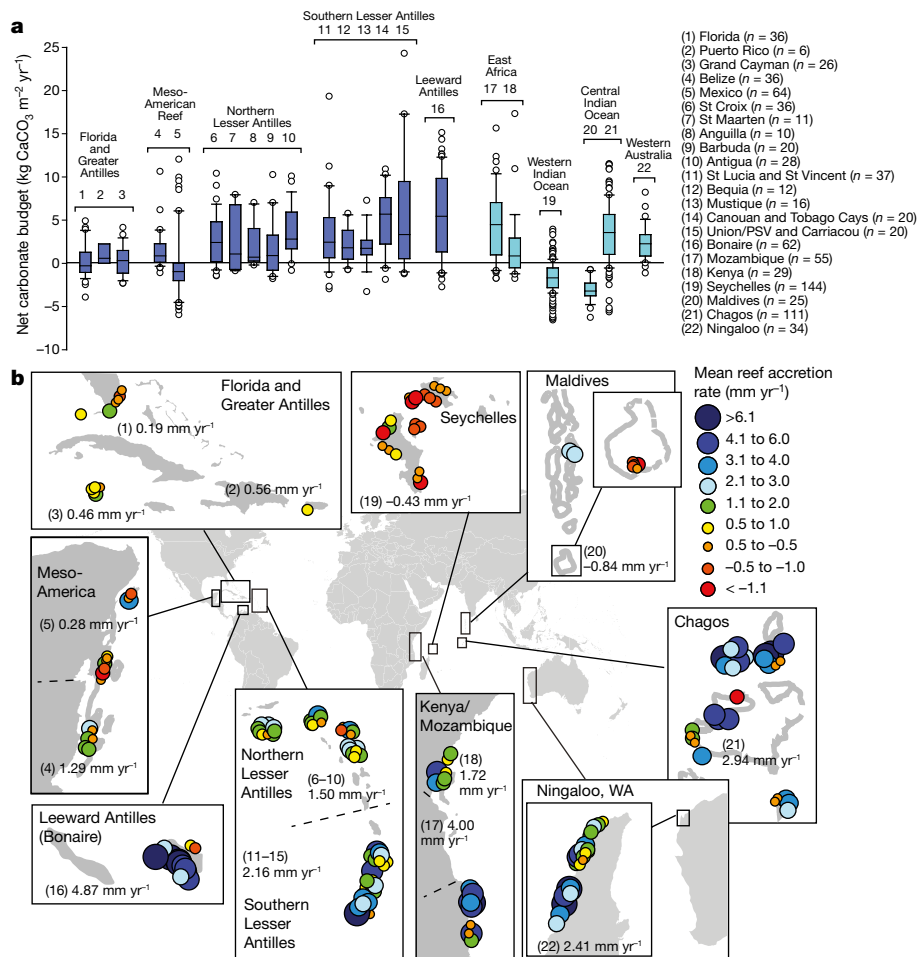 a
Net carbonate budget (kg CaCO₃ m⁻² yr⁻¹)
25
20
15
10
5
0
−5
−10
Florida
and
Greater
Antilles
1 2 3
Meso-
American
Reef
4 5
Northern
Lesser Antilles
6 7 8 9 10
Southern Lesser Antilles
11 12 13 14 15
Leeward
Antilles
16
East
Africa
17 18
Western
Indian
Ocean
19
Central
Indian
Ocean
20 21
Western
Australia
22
(1) Florida (n = 36)
(2) Puerto Rico (n = 6)
(3) Grand Cayman (n = 26)
(4) Belize (n = 36)
(5) Mexico (n = 64)
(6) St Croix (n = 36)
(7) St Maarten (n = 11)
(8) Anguilla (n = 10)
(9) Barbuda (n = 20)
(10) Antigua (n = 28)
(11) St Lucia and St Vincent (n = 37)
(12) Bequia (n = 12)
(13) Mustique (n = 16)
(14) Canouan and Tobago Cays (n = 20)
(15) Union/PSV and Carriacou (n = 20)
(16) Bonaire (n = 62)
(17) Mozambique (n = 55)
(18) Kenya (n = 29)
(19) Seychelles (n = 144)
(20) Maldives (n = 25)
(21) Chagos (n = 111)
(22) Ningaloo (n = 34)
b
Florida and
Greater Antilles
(1) 0.19 mm yr⁻¹
(2) 0.56 mm yr⁻¹
(3) 0.46 mm yr⁻¹
Seychelles
(19) −0.43 mm yr⁻¹
Maldives
(20)
−0.84 mm yr⁻¹
Mean reef accretion
rate (mm yr⁻¹)
>6.1
4.1 to 6.0
3.1 to 4.0
2.1 to 3.0
1.1 to 2.0
0.5 to 1.0
0.5 to −0.5
−0.5 to −1.0
< −1.1
Meso-
America
(5) 0.28 mm yr⁻¹
(4) 1.29 mm yr⁻¹
Leeward Antilles
(Bonaire)
(16) 4.87 mm yr⁻¹
Northern
Lesser
Antilles
(6–10)
1.50 mm yr⁻¹
(11–15)
2.16 mm yr⁻¹
Southern
Lesser
Antilles
Kenya/
Mozambique
(18)
1.72
mm yr⁻¹
(17) 4.00
mm yr⁻¹
Chagos
(21)
2.94 mm yr⁻¹
Ningaloo, WA
(22) 2.41 mm yr⁻¹